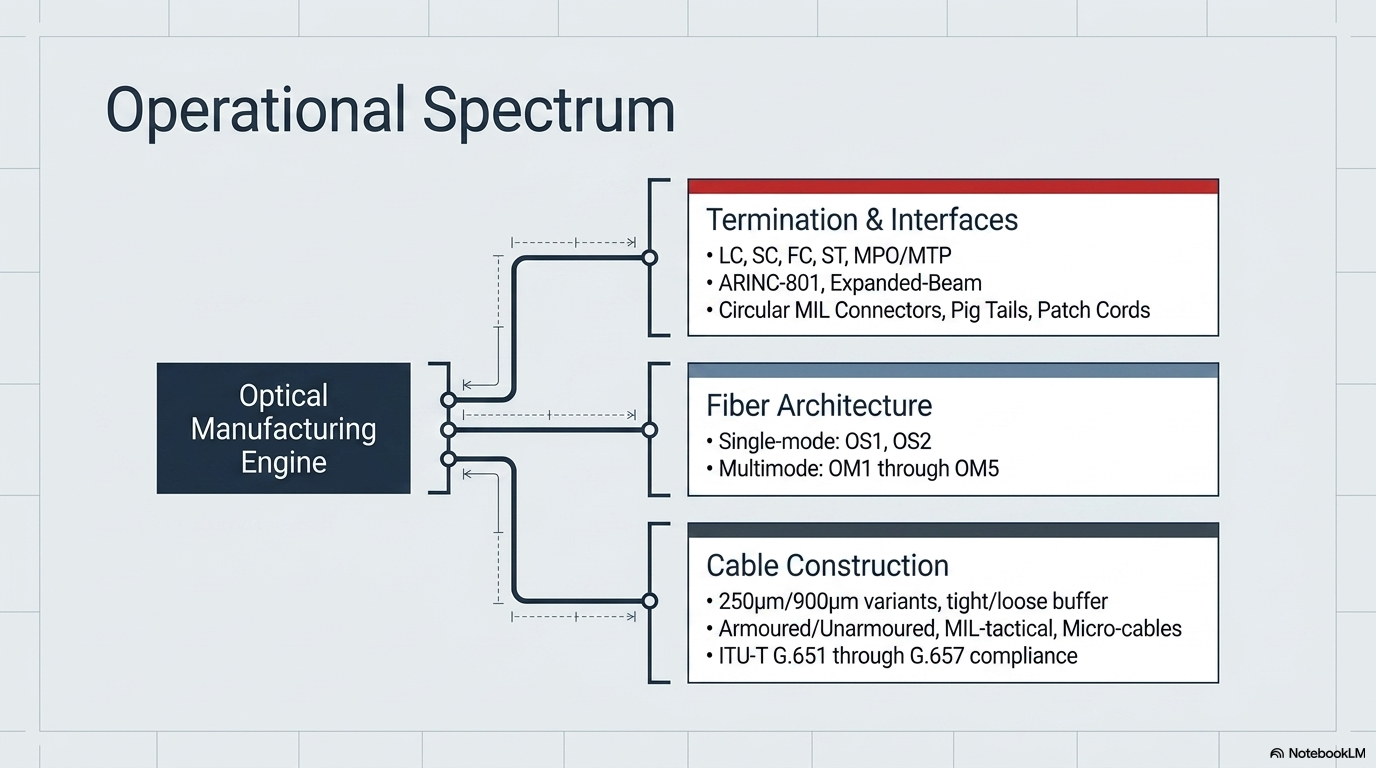 Operational Spectrum
Optical
Manufacturing
Engine
Termination & Interfaces
• LC, SC, FC, ST, MPO/MTP
• ARINC-801, Expanded-Beam
• Circular MIL Connectors, Pig Tails, Patch Cords
Fiber Architecture
• Single-mode: OS1, OS2
• Multimode: OM1 through OM5
Cable Construction
• 250µm/900µm variants, tight/loose buffer
• Armoured/Unarmoured, MIL-tactical, Micro-cables
• ITU-T G.651 through G.657 compliance
NotebookLM